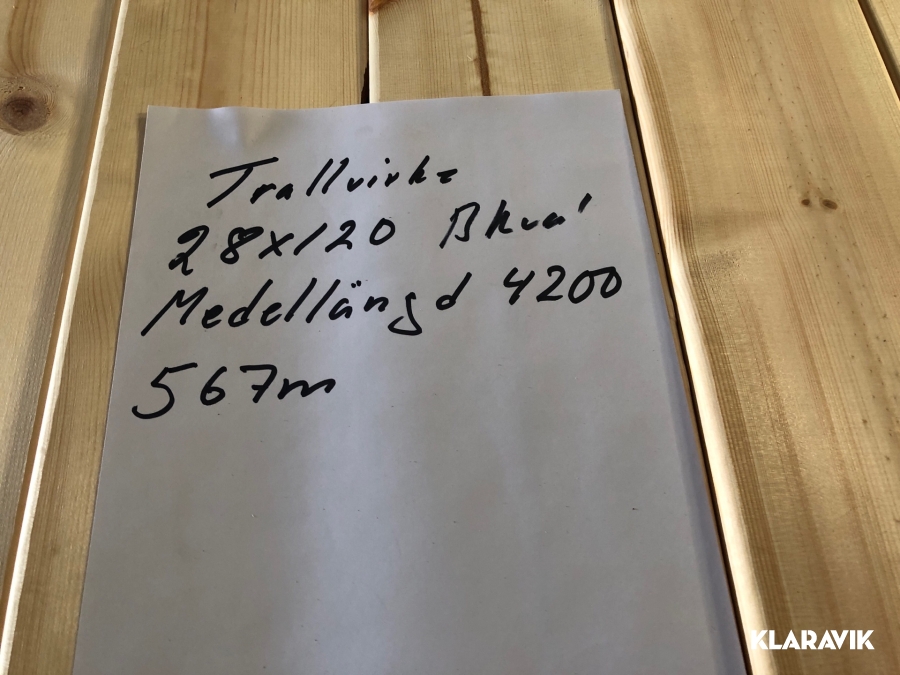 Trallvirke
28x120 Bkval
Medellängd 4200
567m
KLARAVIK